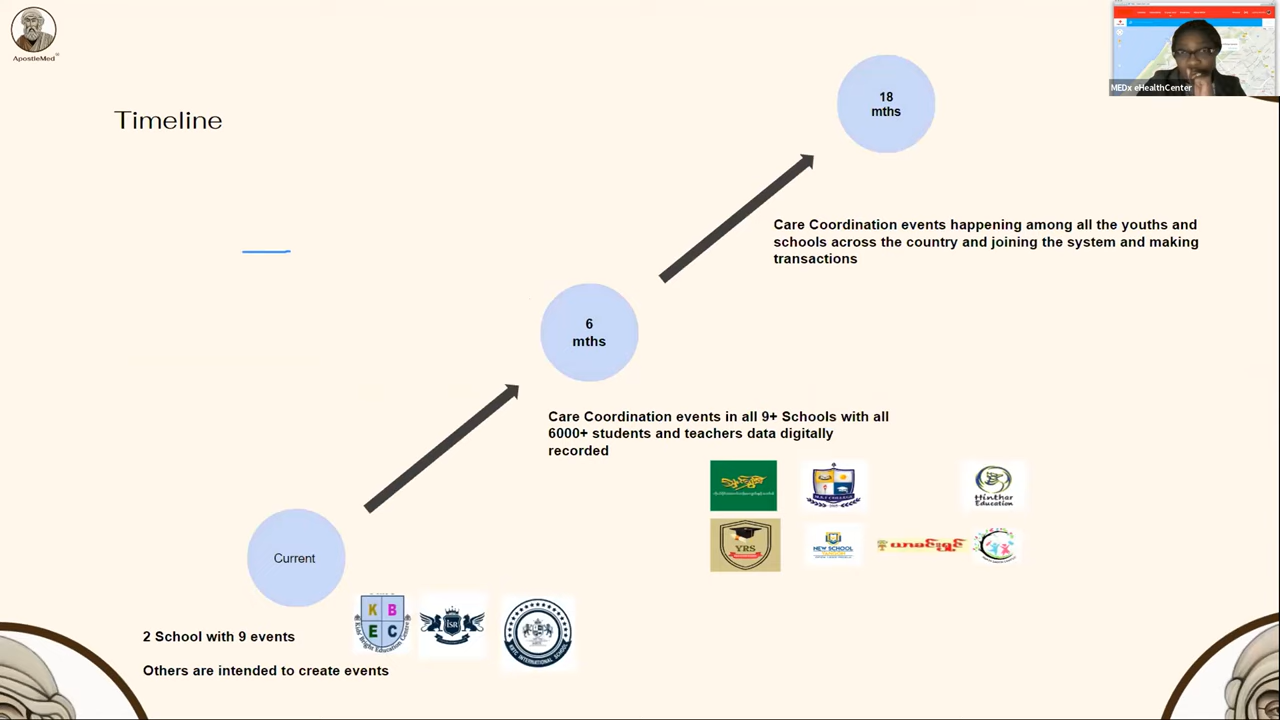 ApostleMed
MEDx eHealthCenter
Timeline
18
mths
Care Coordination events happening among all the youths and
schools across the country and joining the system and making
transactions
6
mths
Care Coordination events in all 9+ Schools with all
6000+ students and teachers data digitally
recorded
Hinthar
Education
YRS
NEW SCHOOL
Current
K B
E C
ISR
2 School with 9 events
Others are intended to create events